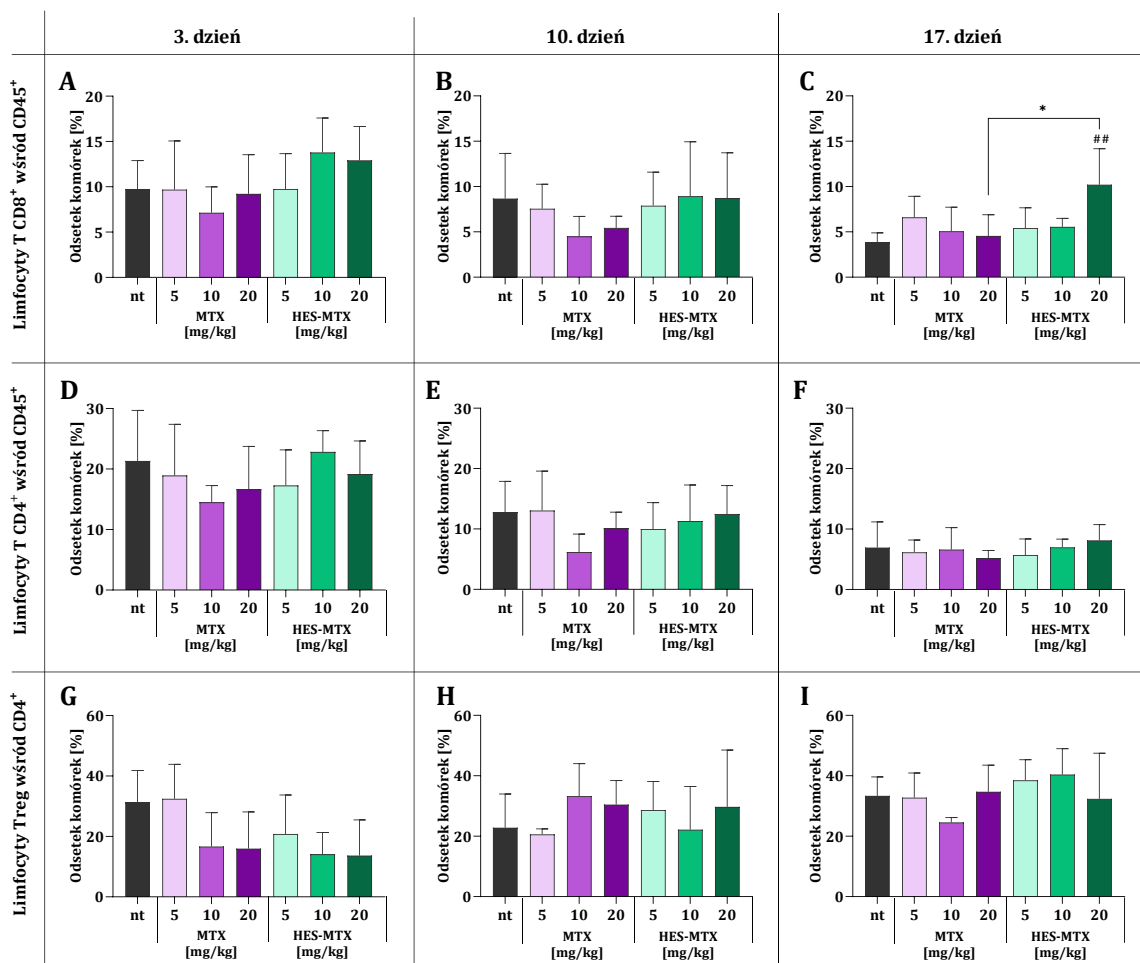 3. dzień
10. dzień
17. dzień
Limfocyty T CD8⁺ wśród CD45⁺
A
Odsetek komórek [%]
20
15
10
5
0
nt 5 10 20 5 10 20
MTX HES-MTX
[mg/kg] [mg/kg]
B
Odsetek komórek [%]
20
15
10
5
0
nt 5 10 20 5 10 20
MTX HES-MTX
[mg/kg] [mg/kg]
C
Odsetek komórek [%]
20
15
10
5
0
*
##
nt 5 10 20 5 10 20
MTX HES-MTX
[mg/kg] [mg/kg]
Limfocyty T CD4⁺ wśród CD45⁺
D
Odsetek komórek [%]
30
20
10
0
nt 5 10 20 5 10 20
MTX HES-MTX
[mg/kg] [mg/kg]
E
Odsetek komórek [%]
30
20
10
0
nt 5 10 20 5 10 20
MTX HES-MTX
[mg/kg] [mg/kg]
F
Odsetek komórek [%]
30
20
10
0
nt 5 10 20 5 10 20
MTX HES-MTX
[mg/kg] [mg/kg]
Limfocyty Treg wśród CD4⁺
G
Odsetek komórek [%]
60
40
20
0
nt 5 10 20 5 10 20
MTX HES-MTX
[mg/kg] [mg/kg]
H
Odsetek komórek [%]
60
40
20
0
nt 5 10 20 5 10 20
MTX HES-MTX
[mg/kg] [mg/kg]
I
Odsetek komórek [%]
60
40
20
0
nt 5 10 20 5 10 20
MTX HES-MTX
[mg/kg] [mg/kg]